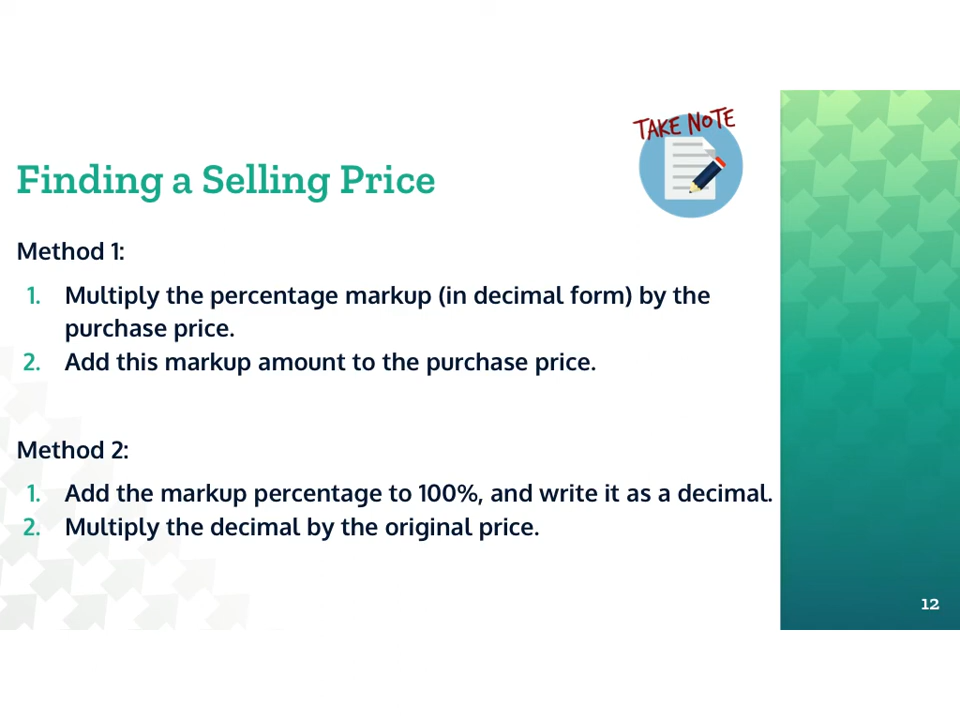 TAKE NOTE
Finding a Selling Price
Method 1:
1. Multiply the percentage markup (in decimal form) by the
purchase price.
2. Add this markup amount to the purchase price.
Method 2:
1. Add the markup percentage to 100%, and write it as a decimal.
2. Multiply the decimal by the original price.
12